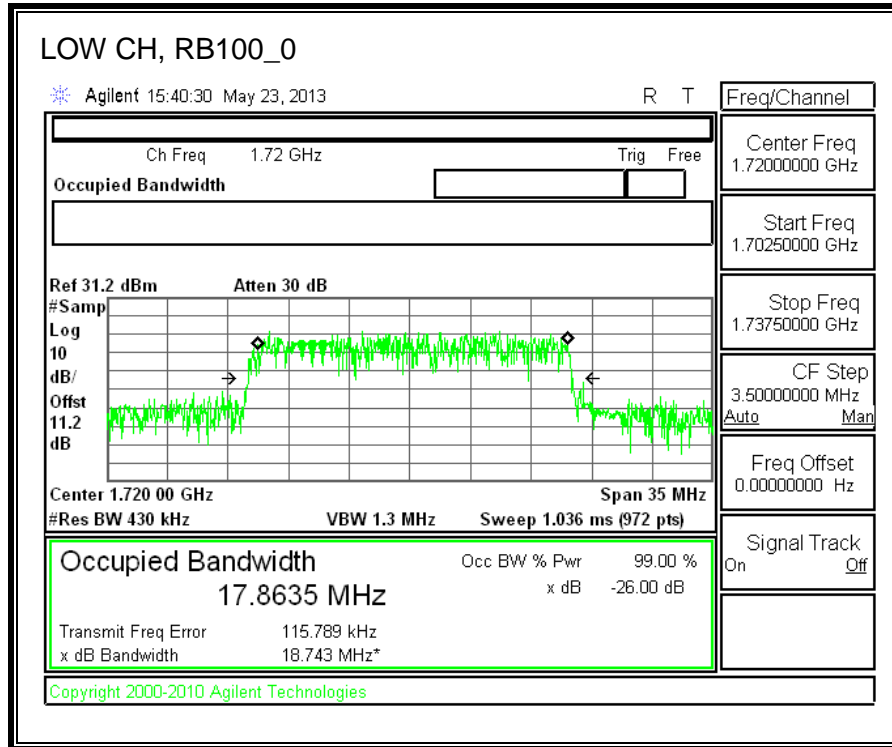 LOW CH, RB100_0
Agilent 15:40:30 May 23, 2013 R T
Freq/Channel
Ch Freq 1.72 GHz Trig Free
Occupied Bandwidth
Center Freq
1.72000000 GHz
Start Freq
1.70250000 GHz
Stop Freq
1.73750000 GHz
CF Step
3.50000000 MHz
Auto Man
Freq Offset
0.00000000 Hz
Signal Track
On Off
Ref 31.2 dBm Atten 30 dB
#Samp
Log
10
dB/
Offst
11.2
dB
Center 1.720 00 GHz Span 35 MHz
#Res BW 430 kHz VBW 1.3 MHz Sweep 1.036 ms (972 pts)
Occupied Bandwidth
17.8635 MHz
Occ BW % Pwr 99.00 %
x dB -26.00 dB
Transmit Freq Error 115.789 kHz
x dB Bandwidth 18.743 MHz*
Copyright 2000-2010 Agilent Technologies